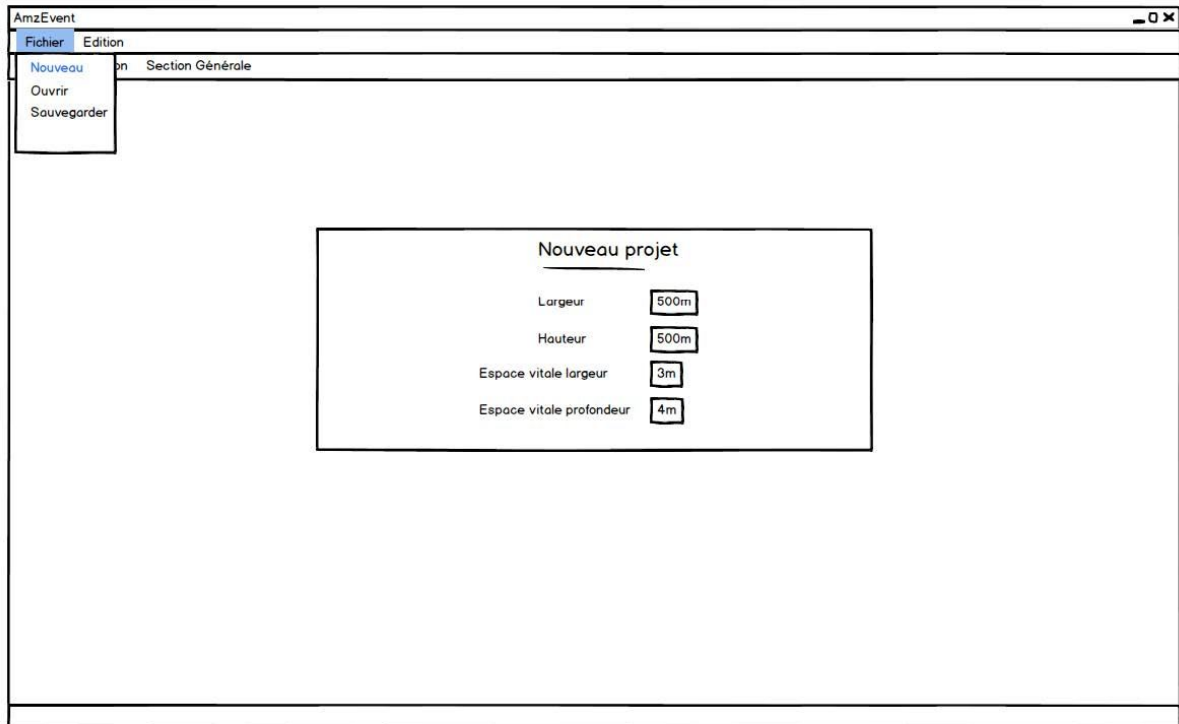 AmzEvent
Fichier Edition
Nouveau on Section Générale
Ouvrir
Sauvegarder
Nouveau projet
Largeur 500m
Hauteur 500m
Espace vitale largeur 3m
Espace vitale profondeur 4m